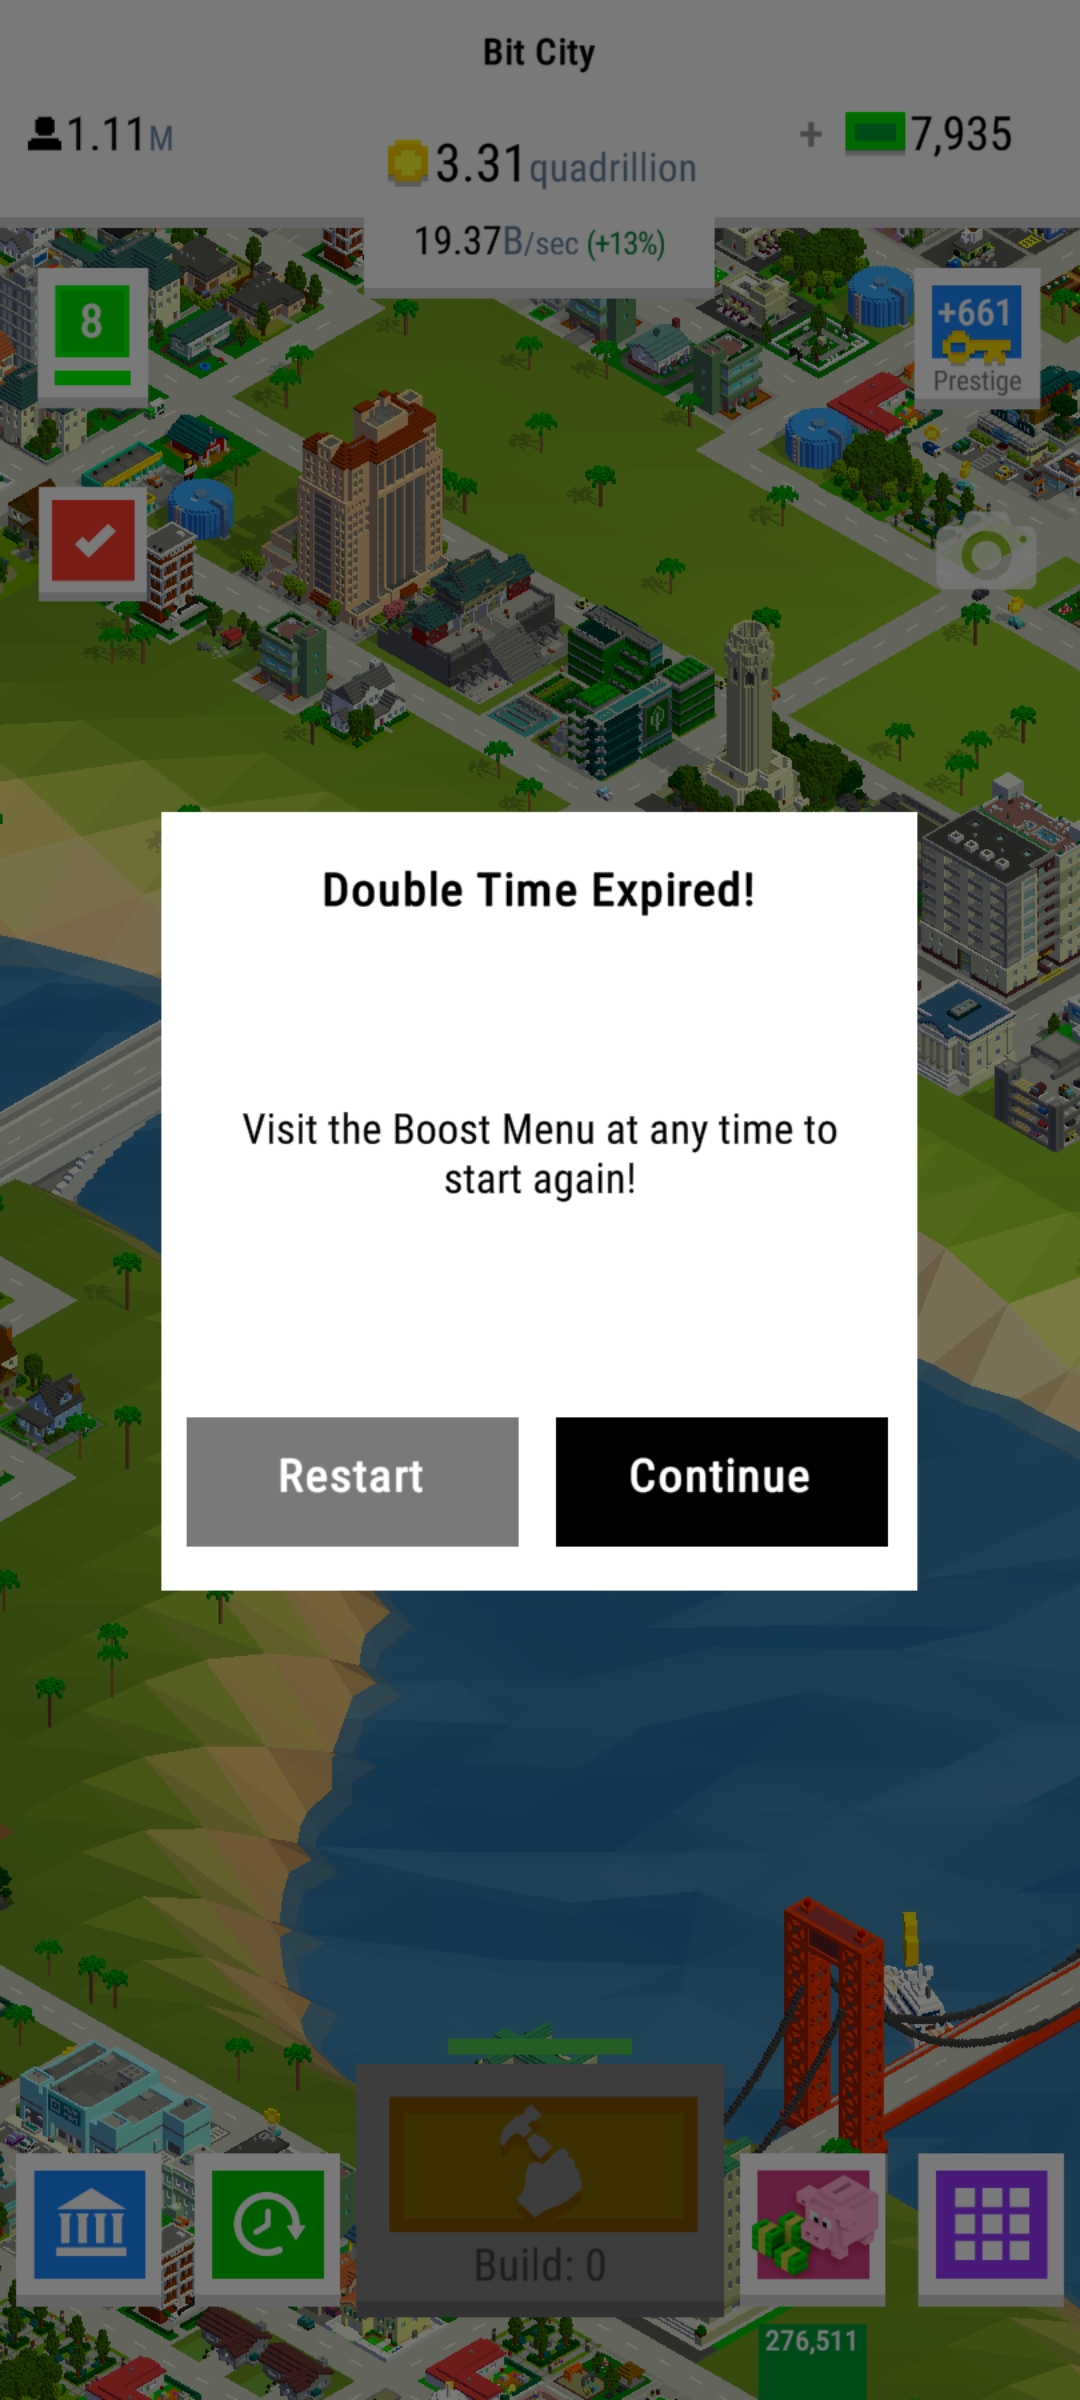 Bit City
1.11M
3.31quadrillion
+ 7,935
19.37B/sec (+13%)
8
+661
Prestige
Double Time Expired!
Visit the Boost Menu at any time to
start again!
Restart
Continue
Build: 0
276,511